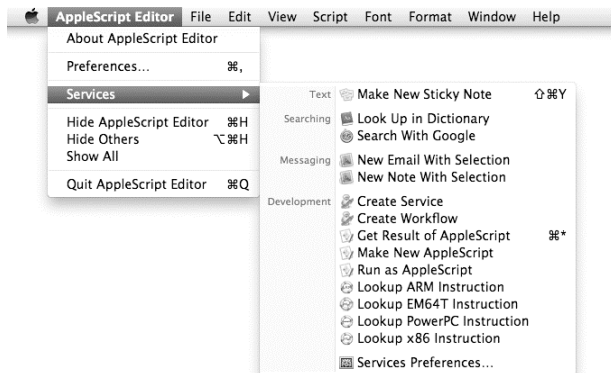 AppleScript Editor File Edit View Script Font Format Window Help
About AppleScript Editor
Preferences... ⌘,
Services ▶
Hide AppleScript Editor ⌘H
Hide Others ⌥⌘H
Show All
Quit AppleScript Editor ⌘Q
Text Make New Sticky Note ⇧⌘Y
Searching Look Up in Dictionary
Search With Google
Messaging New Email With Selection
New Note With Selection
Development Create Service
Create Workflow
Get Result of AppleScript ⌘*
Make New AppleScript
Run as AppleScript
Lookup ARM Instruction
Lookup EM64T Instruction
Lookup PowerPC Instruction
Lookup x86 Instruction
Services Preferences...